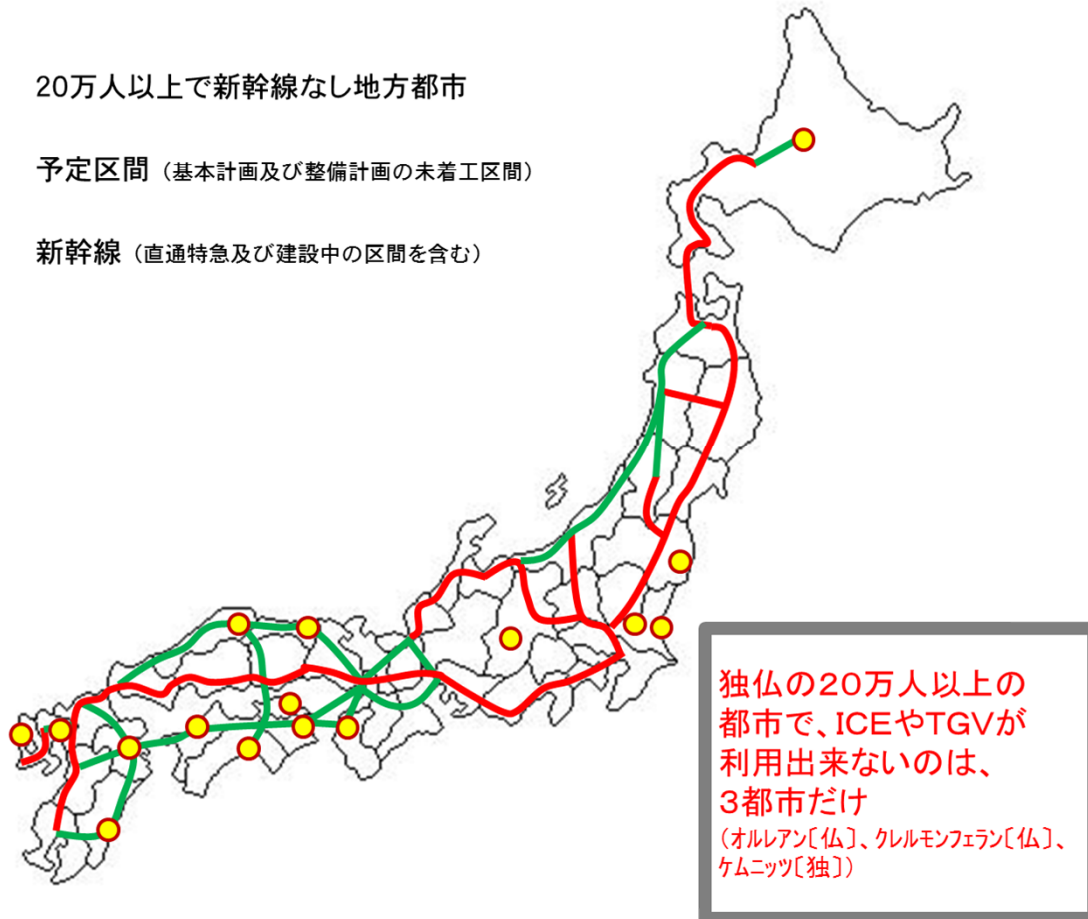 20万人以上で新幹線なし地方都市
予定区間（基本計画及び整備計画の未着工区間）
新幹線（直通特急及び建設中の区間を含む）
独仏の２０万人以上の
都市で、ＩＣＥやＴＧＶが
利用出来ないのは、
３都市だけ
（オルレアン〔仏〕、クレルモンフェラン〔仏〕、
ケムニッツ〔独〕）